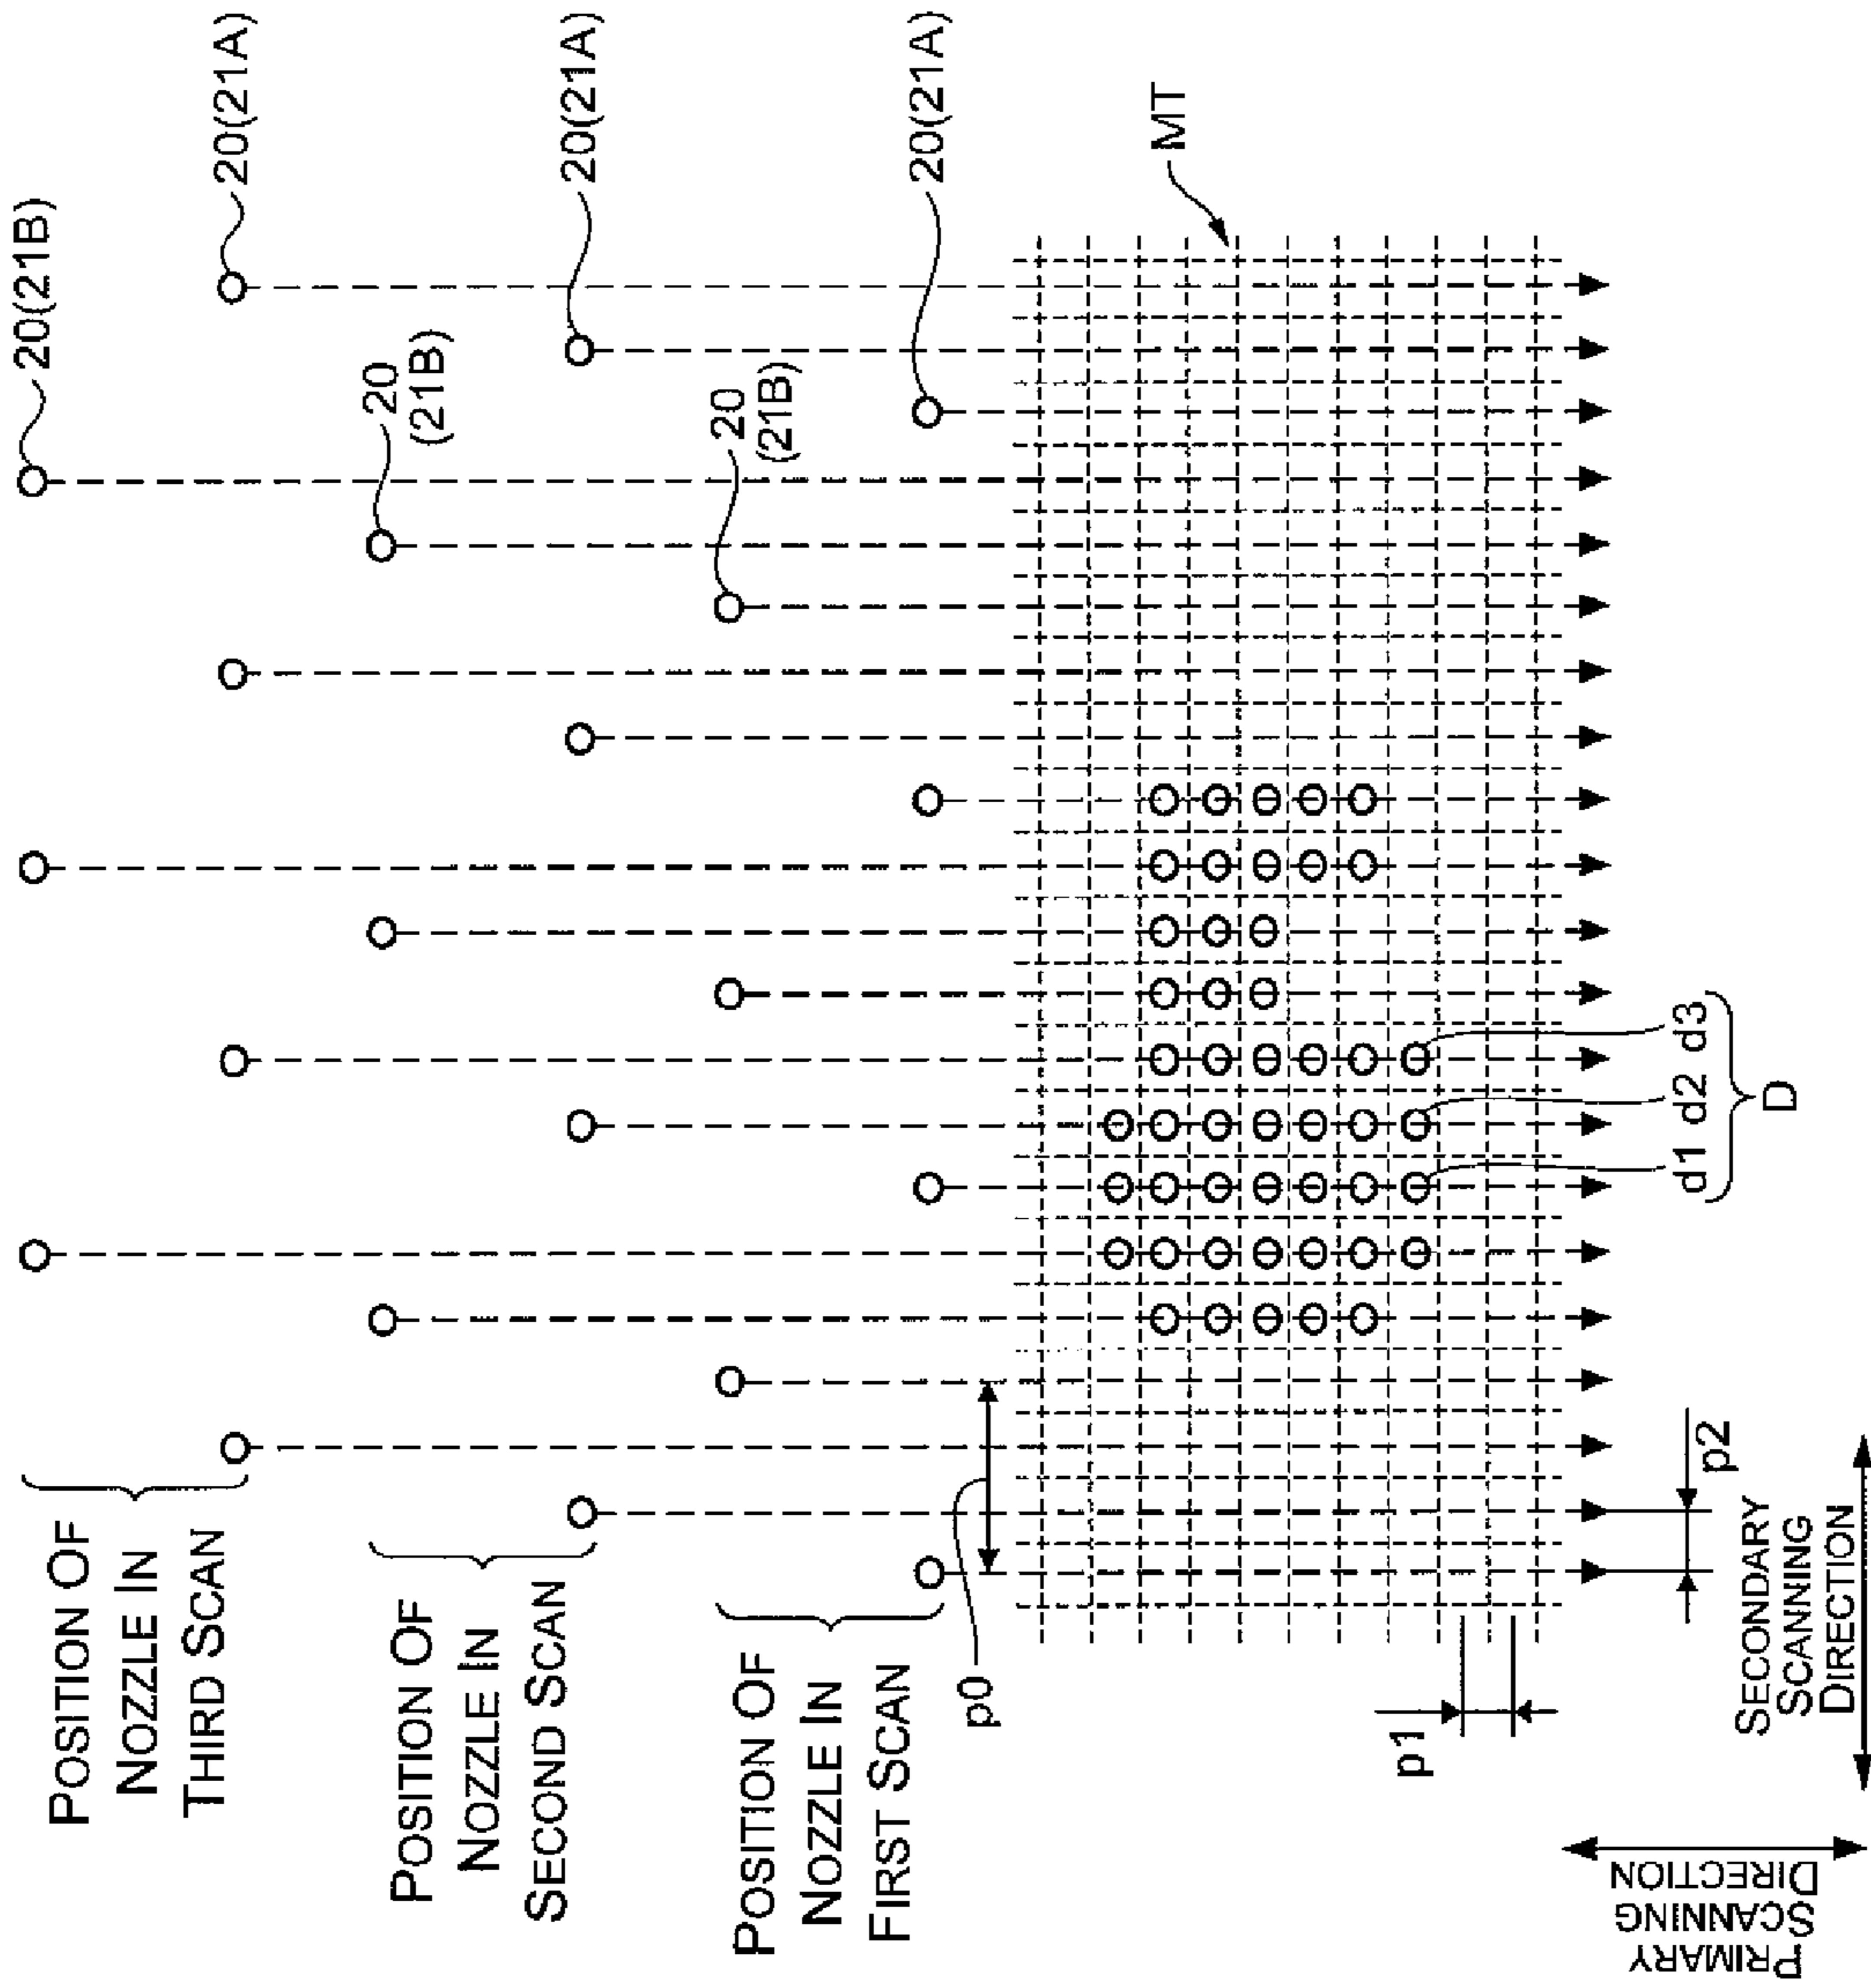 POSITION OF
NOZZLE IN
THIRD SCAN
POSITION OF
NOZZLE IN
SECOND SCAN
POSITION OF
NOZZLE IN
FIRST SCAN
20(21B)
20(21A)
20
(21B)
20(21A)
20
(21B)
20(21A)
MT
p0
p1
p2
d1 d2 d3
D
SECONDARY
SCANNING
DIRECTION
PRIMARY
SCANNING
DIRECTION